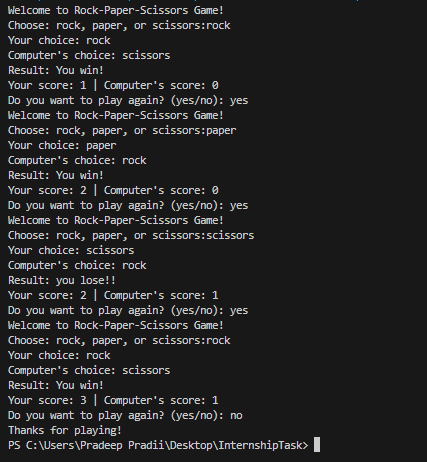 Welcome to Rock-Paper-Scissors Game!
Choose: rock, paper, or scissors:rock
Your choice: rock
Computer's choice: scissors
Result: You win!
Your score: 1 | Computer's score: 0
Do you want to play again? (yes/no): yes
Welcome to Rock-Paper-Scissors Game!
Choose: rock, paper, or scissors:paper
Your choice: paper
Computer's choice: rock
Result: You win!
Your score: 2 | Computer's score: 0
Do you want to play again? (yes/no): yes
Welcome to Rock-Paper-Scissors Game!
Choose: rock, paper, or scissors:scissors
Your choice: scissors
Computer's choice: rock
Result: you lose!!
Your score: 2 | Computer's score: 1
Do you want to play again? (yes/no): yes
Welcome to Rock-Paper-Scissors Game!
Choose: rock, paper, or scissors:rock
Your choice: rock
Computer's choice: scissors
Result: You win!
Your score: 3 | Computer's score: 1
Do you want to play again? (yes/no): no
Thanks for playing!
PS C:\Users\Pradeep Pradii\Desktop\InternshipTask>